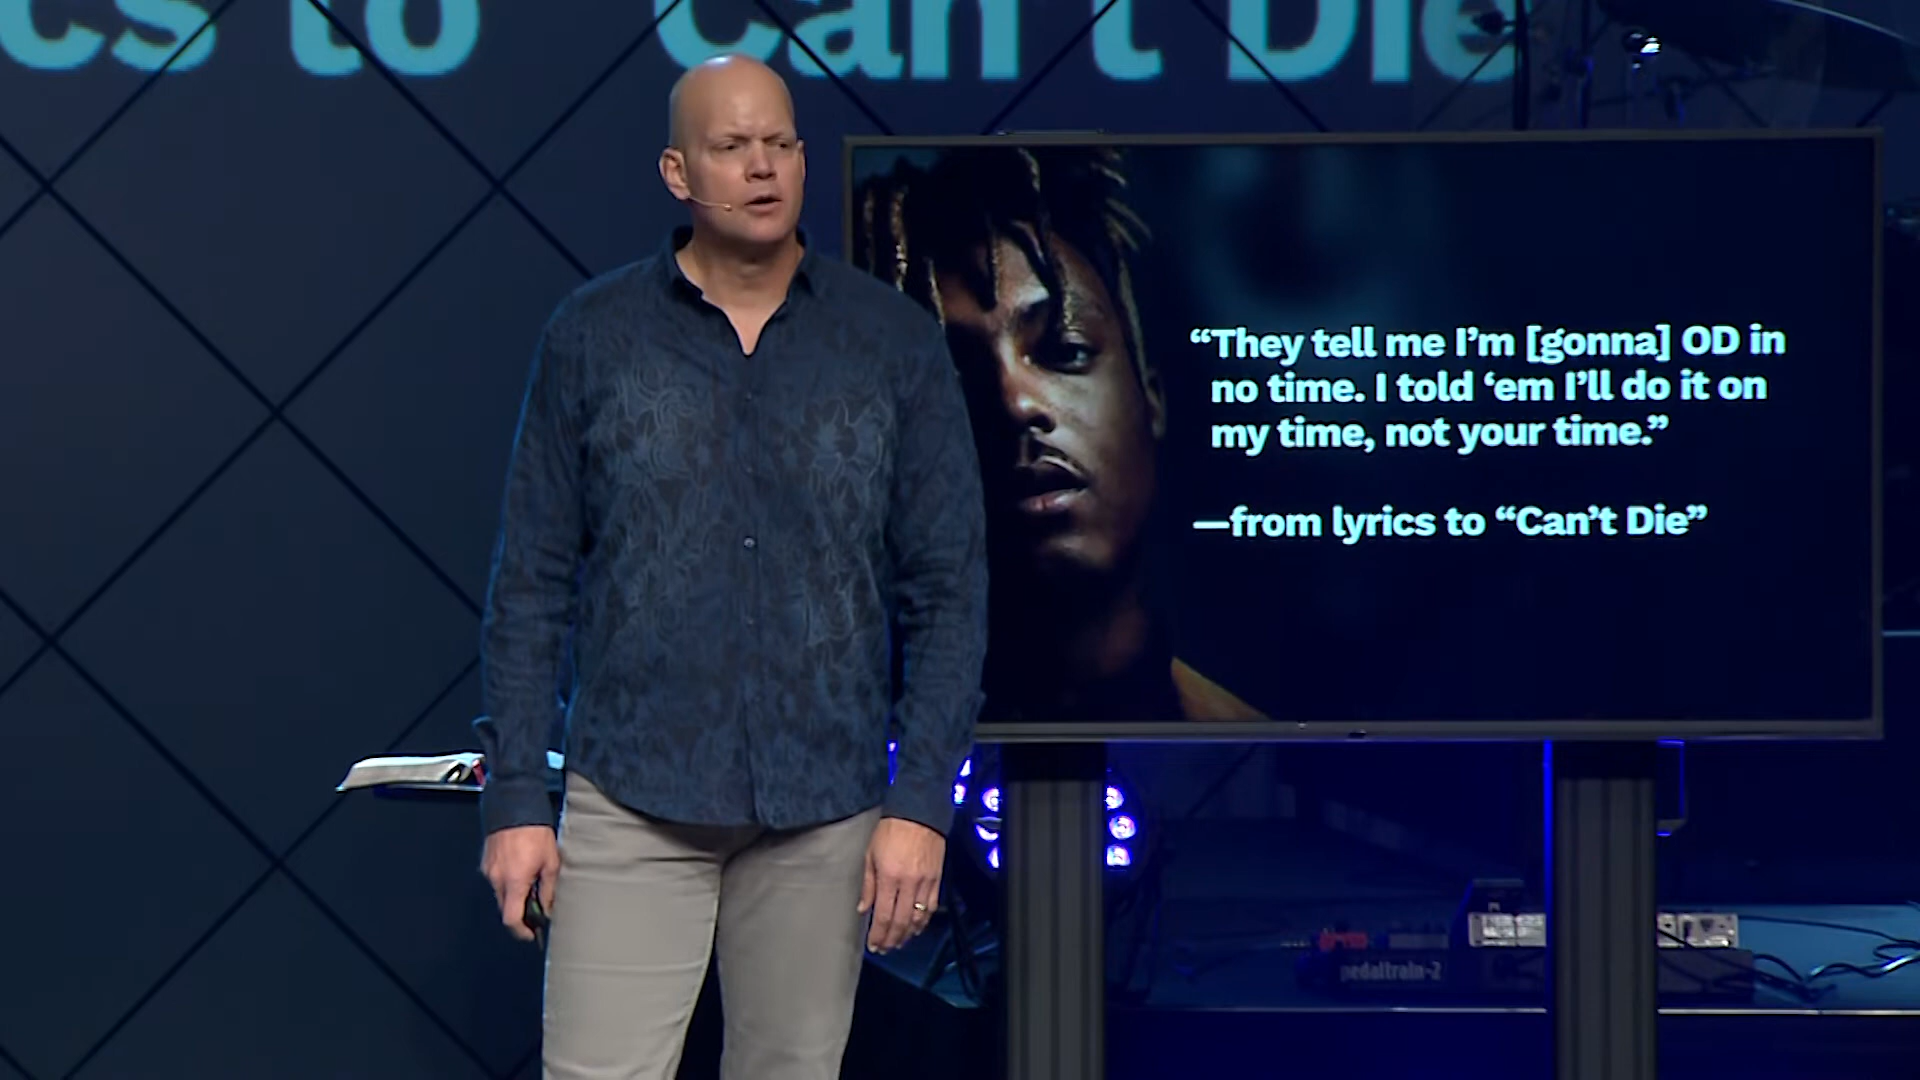 cs to “Can’t Die
“They tell me I’m [gonna] OD in
no time. I told ‘em I’ll do it on
my time, not your time.”
—from lyrics to “Can’t Die”
pedaltrain-2